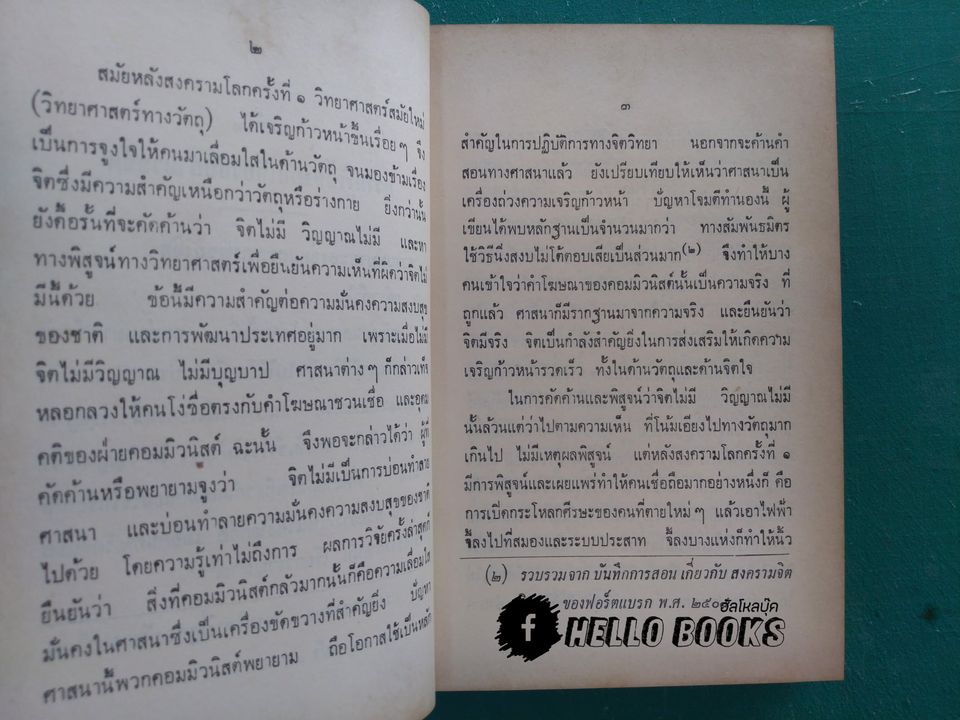 ๒
สมัยหลังสงครามโลกครั้งที่ ๑ วิทยาศาสตร์สมัยใหม่
(วิทยาศาสตร์ทางวัตถุ) ได้เจริญก้าวหน้าขึ้นเรื่อยๆ จึง
เป็นการจูงใจให้คนมาเลื่อมใสในด้านวัตถุ จนมองข้ามเรื่อง
จิตซึ่งมีความสำคัญเหนือกว่าวัตถุหรือร่างกาย ยิ่งกว่านั้น
ยังดื้อรั้นที่จะคัดค้านว่า จิตไม่มี วิญญาณไม่มี และหา
ทางพิสูจน์ทางวิทยาศาสตร์เพื่อยืนยันความเห็นที่ผิดว่าจิตไม่
มีนี้ด้วย ข้อนี้มีความสำคัญต่อความมั่นคงความสงบสุข
ของชาติ และการพัฒนาประเทศอยู่มาก เพราะเมื่อไม่มี
จิตไม่มีวิญญาณ ไม่มีบุญบาป ศาสนาต่างๆ ก็กล่าวเท็จ
หลอกลวงให้คนโง่ซื่อตรงกับคำโฆษณาชวนเชื่อ และอุดม
คติของฝ่ายคอมมิวนิสต์ ฉะนั้น จึงพอจะกล่าวได้ว่า ผู้ที่
คัดค้านหรือพยายามจูงว่า จิตไม่มีเป็นการบ่อนทำลาย
ศาสนา และบ่อนทำลายความมั่นคงความสงบสุขของชาติ
ไปด้วย โดยความรู้เท่าไม่ถึงการ ผลการวิจัยครั้งล่าสุดก็
ยืนยันว่า สิ่งที่คอมมิวนิสต์กลัวมากนั้นก็คือความเลื่อมใส
มั่นคงในศาสนาซึ่งเป็นเครื่องขัดขวางที่สำคัญยิ่ง ปัญหา
ศาสนานี้พวกคอมมิวนิสต์พยายาม ถือโอกาสใช้เป็นหลัก
๓
สำคัญในการปฏิบัติการทางจิตวิทยา นอกจากจะค้านคำ
สอนทางศาสนาแล้ว ยังเปรียบเทียบให้เห็นว่าศาสนาเป็น
เครื่องถ่วงความเจริญก้าวหน้า ปัญหาโจมตีทำนองนี้ ผู้
เขียนได้พบหลักฐานเป็นจำนวนมากว่า ทางสัมพันธมิตร
ใช้วิธีนิ่งสงบไม่โต้ตอบเสียเป็นส่วนมาก(๒) จึงทำให้บาง
คนเข้าใจว่าคำโฆษณาของคอมมิวนิสต์นั้นเป็นความจริง ที่
ถูกแล้ว ศาสนาก็มีรากฐานมาจากความจริง และยืนยันว่า
จิตมีจริง จิตเป็นกำลังสำคัญยิ่งในการส่งเสริมให้เกิดความ
เจริญก้าวหน้ารวดเร็ว ทั้งในด้านวัตถุและด้านจิตใจ
ในการคัดค้านและพิสูจน์ว่าจิตไม่มี วิญญาณไม่มี
นั้นล้วนแต่ว่าไปตามความเห็น ที่โน้มเอียงไปทางวัตถุมาก
เกินไป ไม่มีเหตุผลพิสูจน์ แต่หลังสงครามโลกครั้งที่ ๑
มีการพิสูจน์และเผยแพร่ทำให้คนเชื่อถือมากอย่างหนึ่งก็ คือ
การเปิดกระโหลกศีรษะของคนที่ตายใหม่ๆ แล้วเอาไฟฟ้า
จี้ลงไปที่สมองและระบบประสาท จี้ลงบางแห่งก็ทำให้นิ้ว
(๒) รวบรวมจาก บันทึกการสอน เกี่ยวกับ สงครามจิต
ของฟอร์ตแบรก พ.ศ.
ฮัลโหลบุ๊ค
f HELLO BOOKS